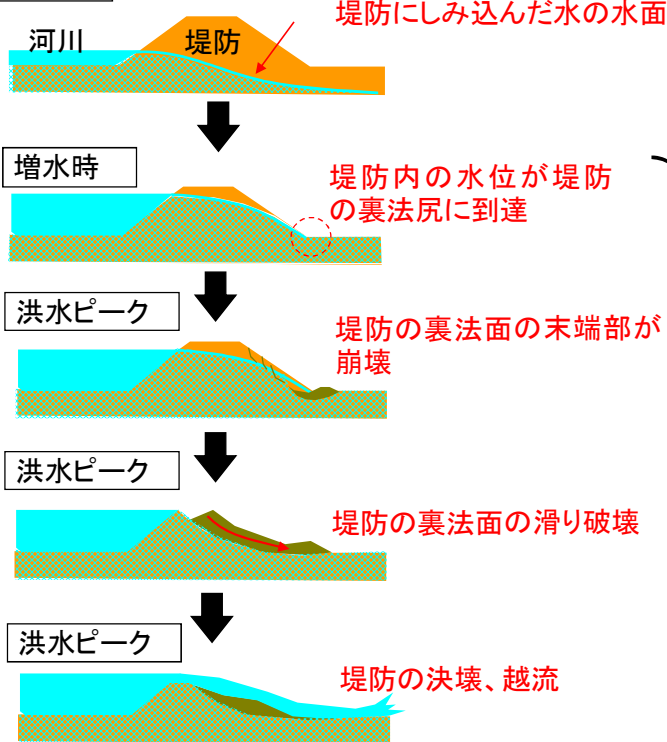 堤防にしみ込んだ水の水面
河川
堤防
増水時
堤防内の水位が堤防
の裏法尻に到達
洪水ピーク
堤防の裏法面の末端部が
崩壊
洪水ピーク
堤防の裏法面の滑り破壊
洪水ピーク
堤防の決壊、越流